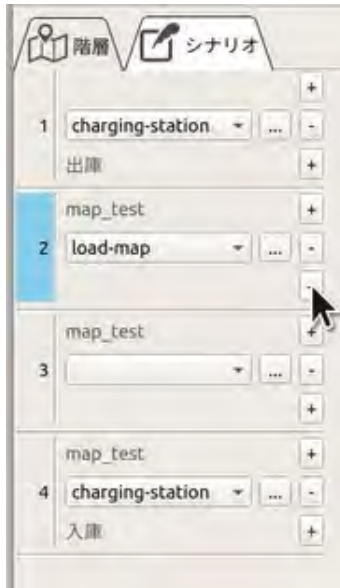 階層 シナリオ
+
1 charging-station ... -
出庫 +
map_test +
2 load-map ... -
-
map_test +
3 ... -
+
map_test +
4 charging-station ... -
入庫 +